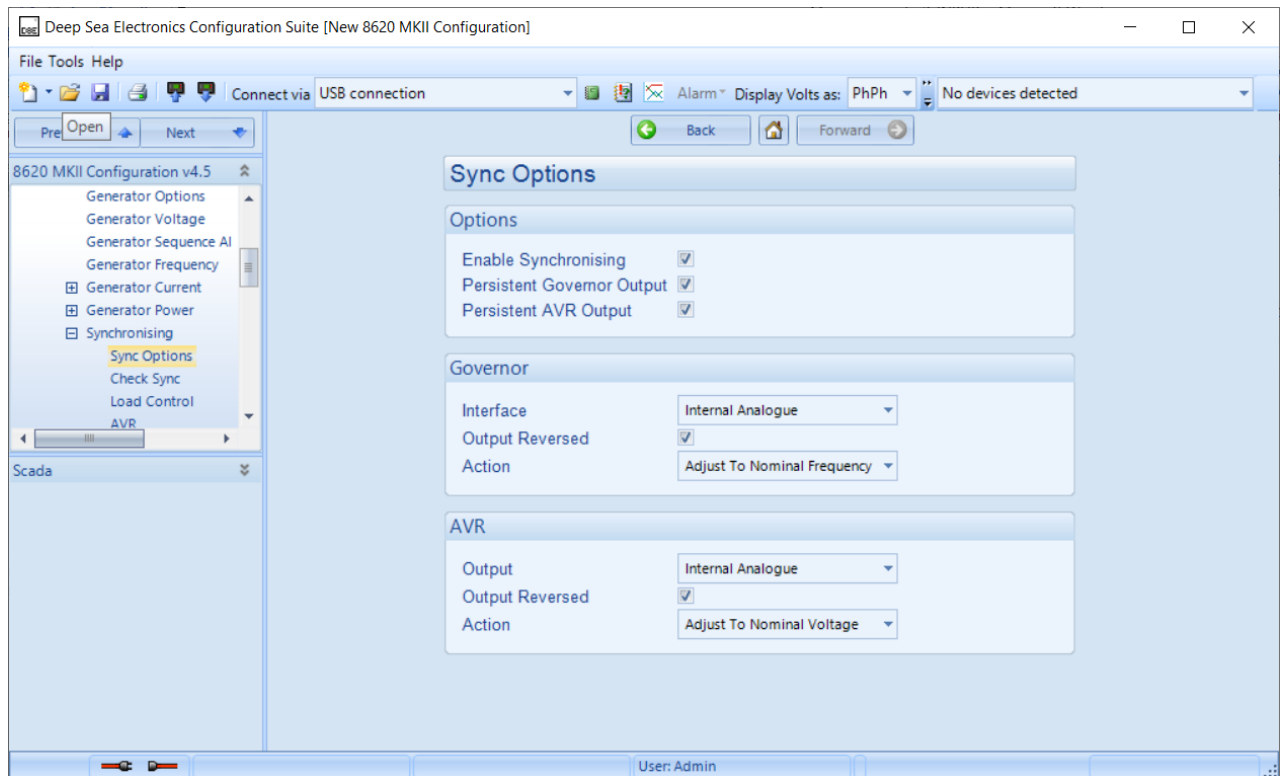 DSE Deep Sea Electronics Configuration Suite [New 8620 MKII Configuration]
File Tools Help
Connect via USB connection Alarm Display Volts as: PhPh No devices detected
Pre Open Next
Back Forward
8620 MKII Configuration v4.5
Generator Options
Generator Voltage
Generator Sequence Al
Generator Frequency
Generator Current
Generator Power
Synchronising
Sync Options
Check Sync
Load Control
AVR
Scada
Sync Options
Options
Enable Synchronising
Persistent Governor Output
Persistent AVR Output
Governor
Interface Internal Analogue
Output Reversed
Action Adjust To Nominal Frequency
AVR
Output Internal Analogue
Output Reversed
Action Adjust To Nominal Voltage
User: Admin